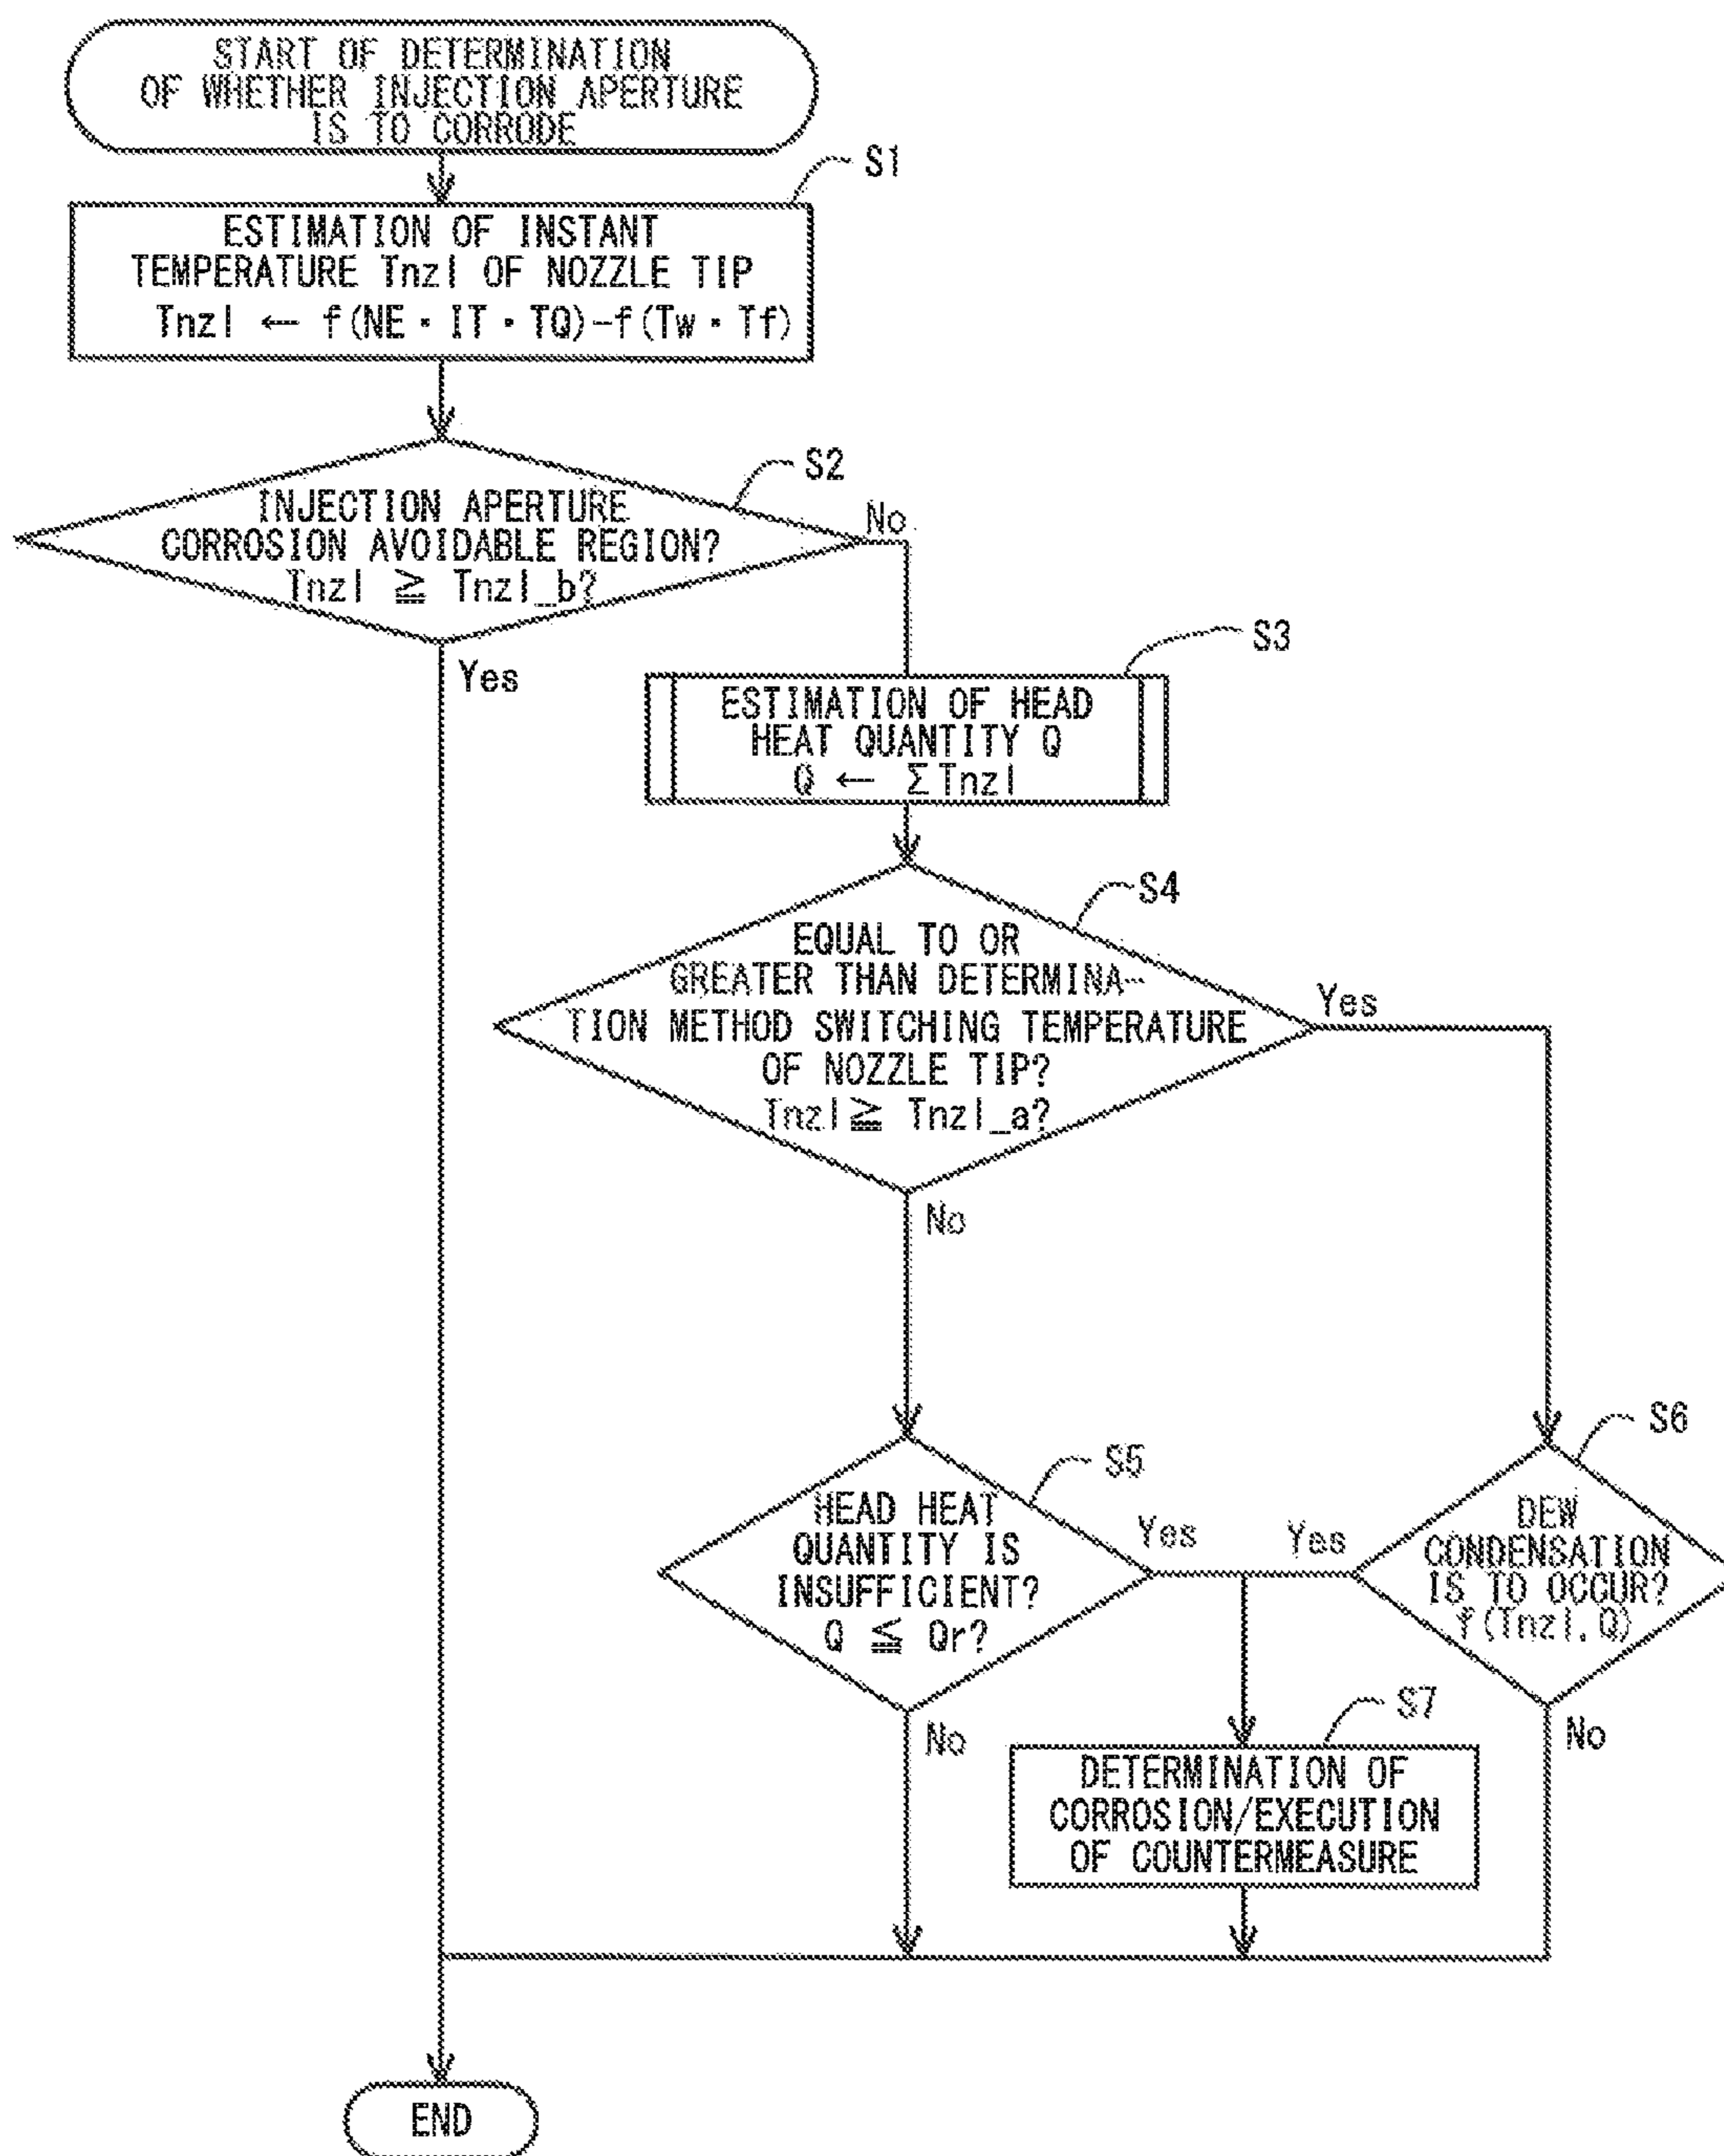 START OF DETERMINATION
OF WHETHER INJECTION APERTURE
IS TO CORRODE
S1
ESTIMATION OF INSTANT
TEMPERATURE Tnzl OF NOZZLE TIP
Tnzl ← f(NE・IT・TQ)-f(Tw・Tf)
S2
INJECTION APERTURE
CORROSION AVOIDABLE REGION?
Tnzl ≧ Tnzl_b?
No
Yes
S3
ESTIMATION OF HEAD
HEAT QUANTITY Q
Q ← ΣTnzl
S4
EQUAL TO OR
GREATER THAN DETERMINA-
TION METHOD SWITCHING TEMPERATURE
OF NOZZLE TIP?
Tnzl≧ Tnzl_a?
Yes
No
S5
HEAD HEAT
QUANTITY IS
INSUFFICIENT?
Q ≦ Qr?
Yes
No
S6
DEW
CONDENSATION
IS TO OCCUR?
f(Tnzl.Q)
Yes
No
S7
DETERMINATION OF
CORROSION/EXECUTION
OF COUNTERMEASURE
END